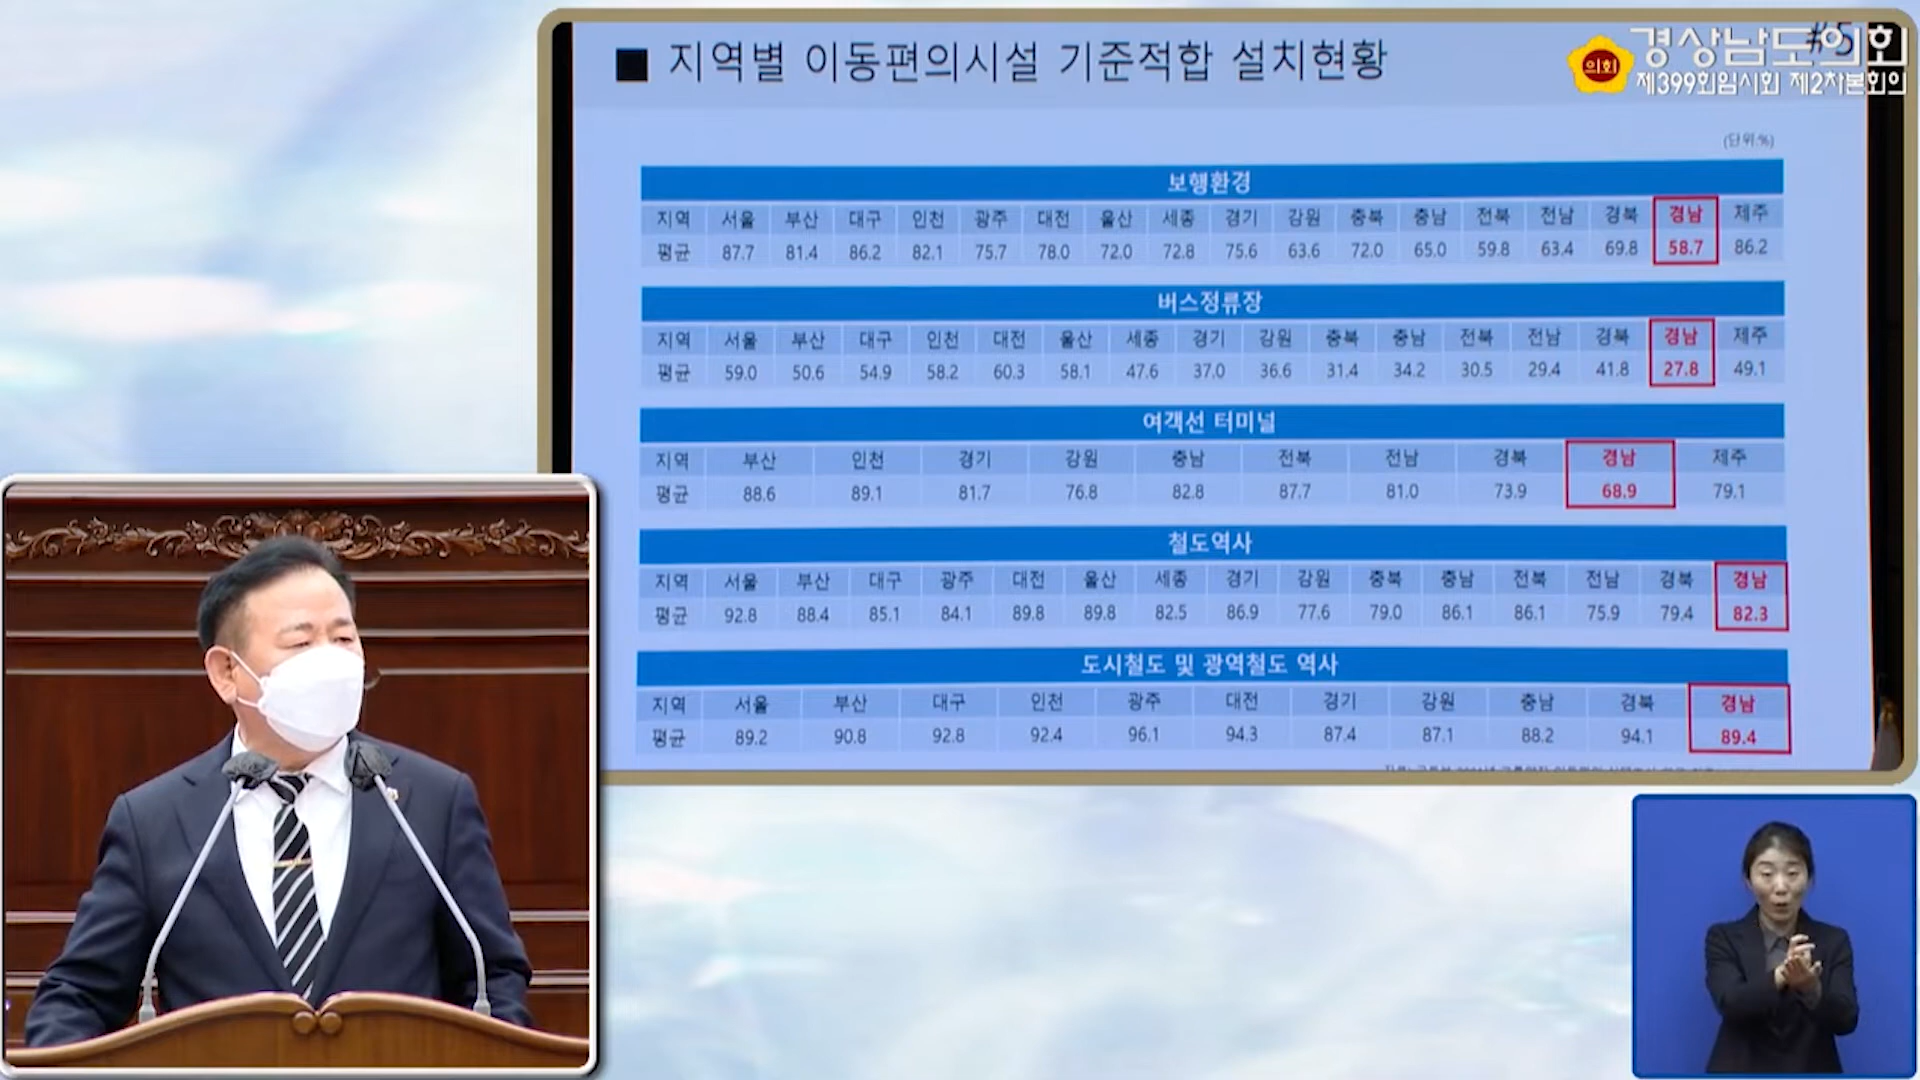 ■ 지역별 이동편의시설 기준적합 설치현황
#5
의회
경상남도의회
제399회임시회 제2차본회의
(단위:%)
보행환경
지역 서울 부산 대구 인천 광주 대전 울산 세종 경기 강원 충북 충남 전북 전남 경북 경남 제주
평균 87.7 81.4 86.2 82.1 75.7 78.0 72.0 72.8 75.6 63.6 72.0 65.0 59.8 63.4 69.8 58.7 86.2
버스정류장
지역 서울 부산 대구 인천 대전 울산 세종 경기 강원 충북 충남 전북 전남 경북 경남 제주
평균 59.0 50.6 54.9 58.2 60.3 58.1 47.6 37.0 36.6 31.4 34.2 30.5 29.4 41.8 27.8 49.1
여객선 터미널
지역 부산 인천 경기 강원 충남 전북 전남 경북 경남 제주
평균 88.6 89.1 81.7 76.8 82.8 87.7 81.0 73.9 68.9 79.1
철도역사
지역 서울 부산 대구 광주 대전 울산 세종 경기 강원 충북 충남 전북 전남 경북 경남
평균 92.8 88.4 85.1 84.1 89.8 89.8 82.5 86.9 77.6 79.0 86.1 86.1 75.9 79.4 82.3
도시철도 및 광역철도 역사
지역 서울 부산 대구 인천 광주 대전 경기 강원 충남 경북 경남
평균 89.2 90.8 92.8 92.4 96.1 94.3 87.4 87.1 88.2 94.1 89.4